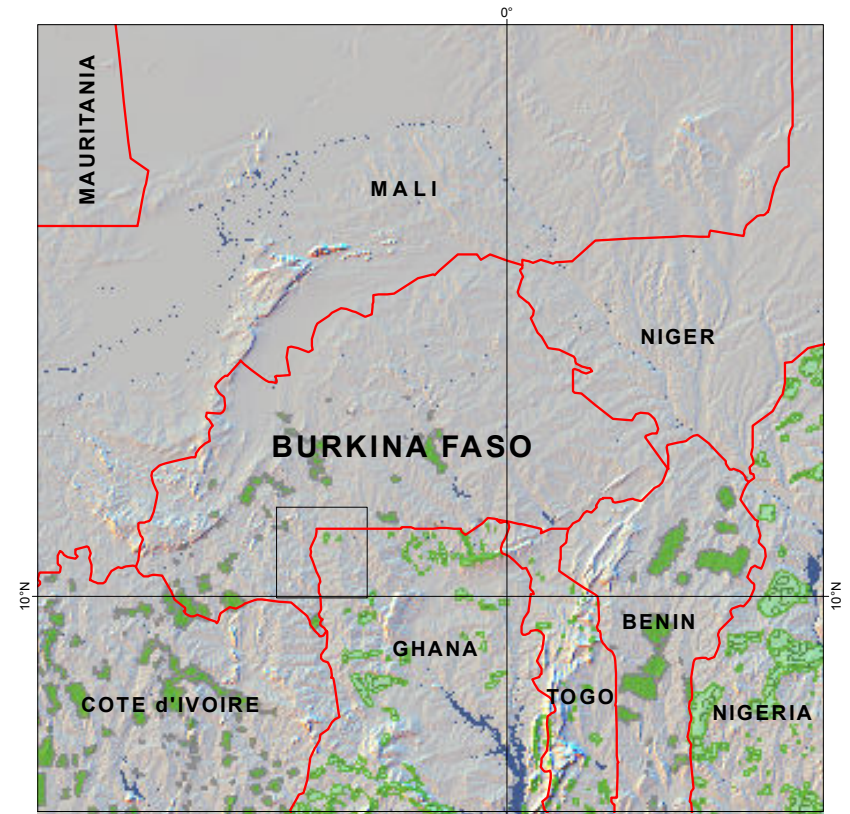 0°
MAURITANIA
MALI
NIGER
BURKINA FASO
10°N
10°N
BENIN
GHANA
TOGO
COTE d'IVOIRE
NIGERIA